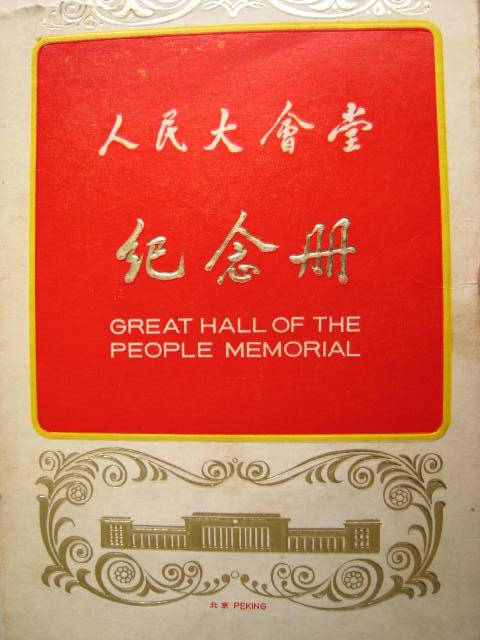 人民大會堂
纪念册
GREAT HALL OF THE
PEOPLE MEMORIAL
北京 PEKING